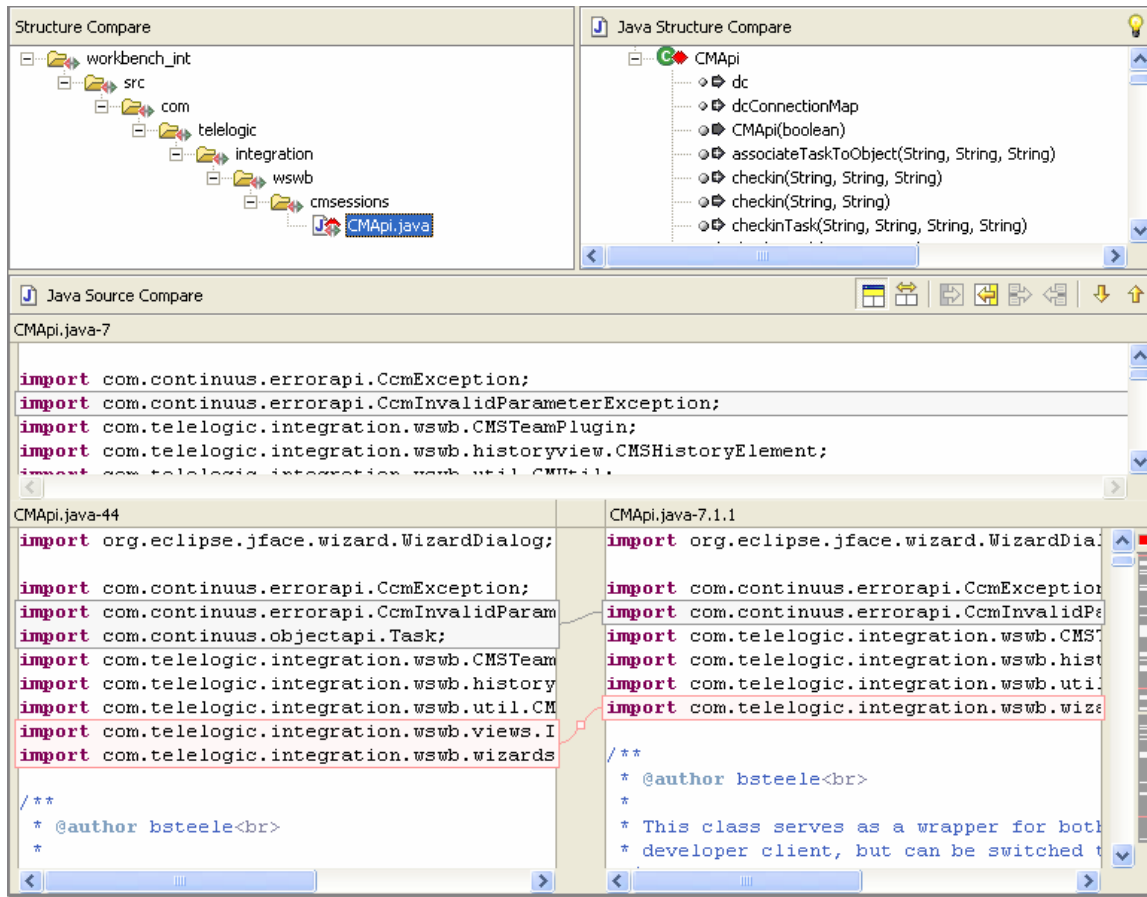 Structure Compare
workbench_int
src
com
telelogic
integration
wswb
cmsessions
CMApi.java
Java Structure Compare
CMApi
dc
dcConnectionMap
CMApi(boolean)
associateTaskToObject(String, String, String)
checkin(String, String, String)
checkin(String, String)
checkinTask(String, String, String, String)
Java Source Compare
CMApi.java-7
import com.continuus.errorapi.CcmException;
import com.continuus.errorapi.CcmInvalidParameterException;
import com.telelogic.integration.wswb.CMSTeamPlugin;
import com.telelogic.integration.wswb.historyview.CMSHistoryElement;
import com.telelogic.integration.wswb.util.CMUtil;
CMApi.java-44
import org.eclipse.jface.wizard.WizardDialog;
import com.continuus.errorapi.CcmException;
import com.continuus.errorapi.CcmInvalidParam
import com.continuus.objectapi.Task;
import com.telelogic.integration.wswb.CMSTeam
import com.telelogic.integration.wswb.history
import com.telelogic.integration.wswb.util.CM
import com.telelogic.integration.wswb.views.I
import com.telelogic.integration.wswb.wizards
/**
* @author bsteele<br>
*
CMApi.java-7.1.1
import org.eclipse.jface.wizard.WizardDial
import com.continuus.errorapi.CcmException
import com.continuus.errorapi.CcmInvalidPa
import com.telelogic.integration.wswb.CMST
import com.telelogic.integration.wswb.hist
import com.telelogic.integration.wswb.util
import com.telelogic.integration.wswb.wiza
/**
* @author bsteele<br>
*
* This class serves as a wrapper for both
* developer client, but can be switched t